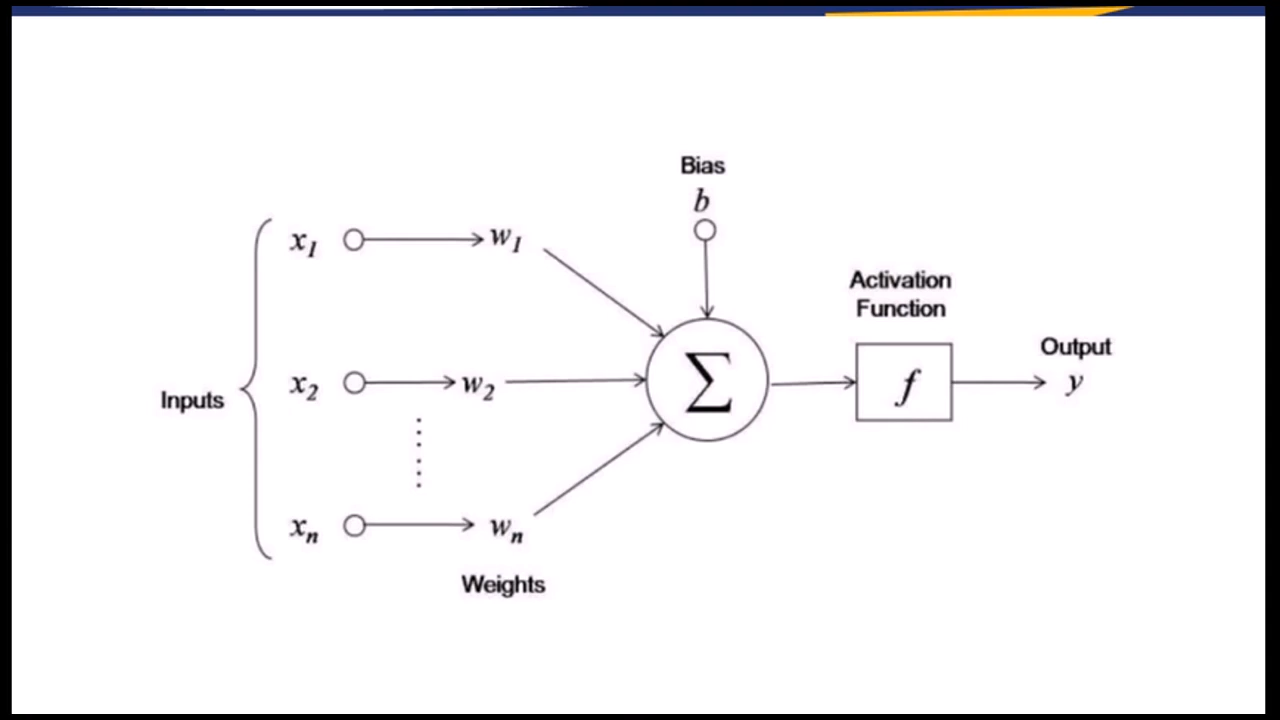 Bias
b
x1 w1
Activation
Function
Output
Inputs x2 w2 Σ f y
xn wn
Weights